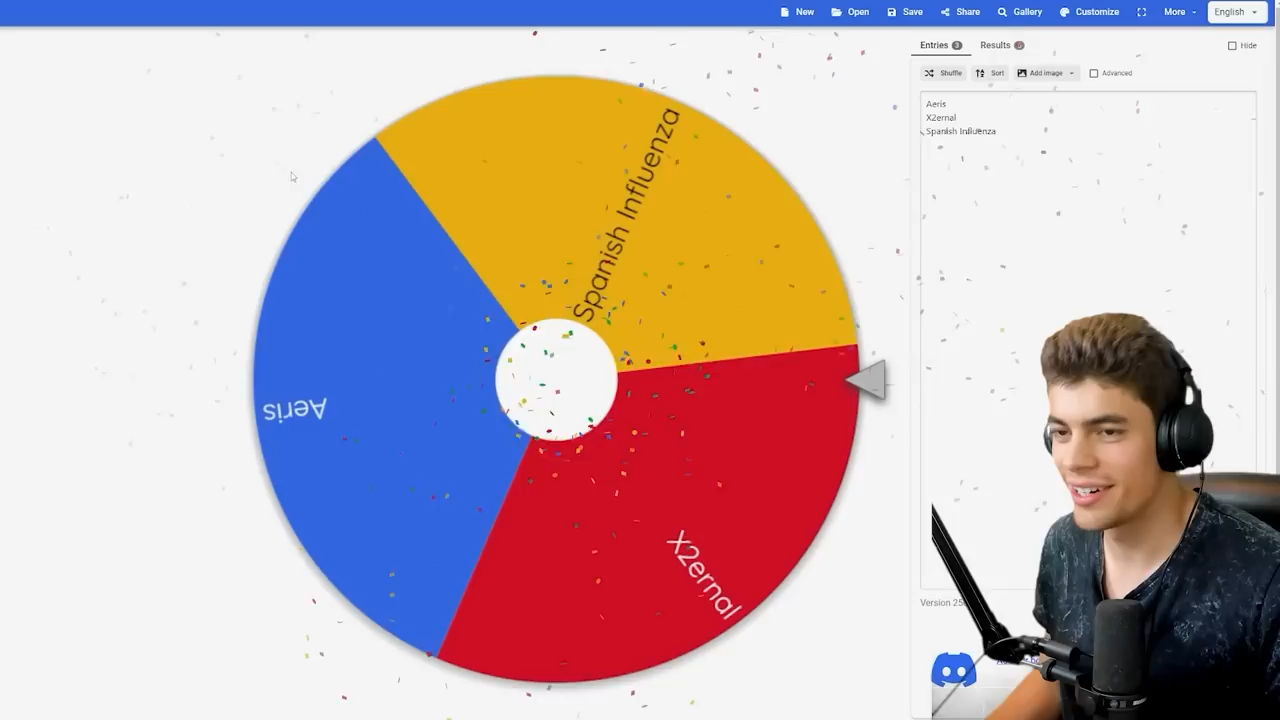 New Open Save Share Gallery Customize More English
Entries 3 Results Hide
Shuffle Sort Add image Advanced
Aeris
X2ernal
Spanish Influenza
Spanish Influenza
Aeris
X2ernal
Version